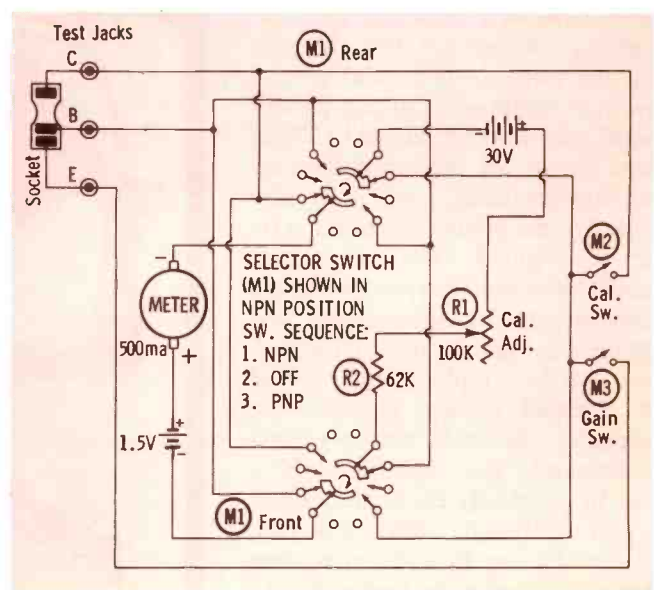 Test Jacks
M1 Rear
C
B
E
Socket
- +
30V
-
METER
500ma +
SELECTOR SWITCH
(M1) SHOWN IN
NPN POSITION
SW. SEQUENCE:
1. NPN
2. OFF
3. PNP
R1
Cal.
Adj.
100K
R2 62K
M2
Cal.
Sw.
M3
Gain
Sw.
+
1.5V
-
M1 Front